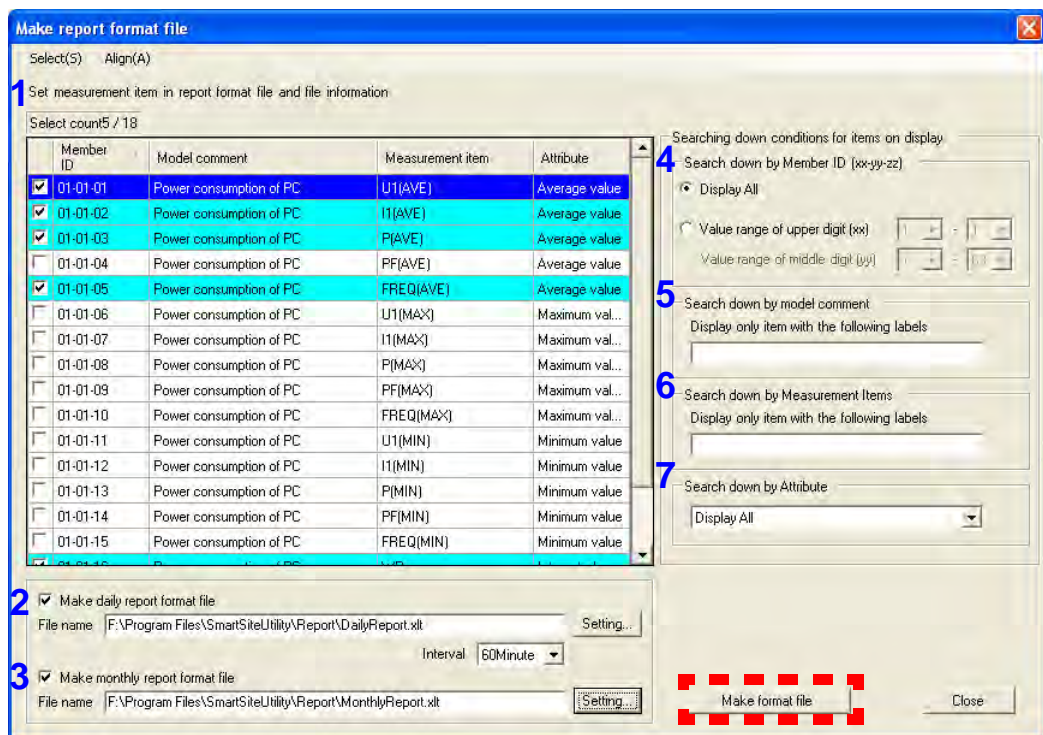 Make report format file
Select(S) Align(A)
1 Set measurement item in report format file and file information
Select count5 / 18
Member ID Model comment Measurement item Attribute
01-01-01 Power consumption of PC U1(AVE) Average value
01-01-02 Power consumption of PC I1(AVE) Average value
01-01-03 Power consumption of PC P(AVE) Average value
01-01-04 Power consumption of PC PF(AVE) Average value
01-01-05 Power consumption of PC FREQ(AVE) Average value
01-01-06 Power consumption of PC U1(MAX) Maximum val...
01-01-07 Power consumption of PC I1(MAX) Maximum val...
01-01-08 Power consumption of PC P(MAX) Maximum val...
01-01-09 Power consumption of PC PF(MAX) Maximum val...
01-01-10 Power consumption of PC FREQ(MAX) Maximum val...
01-01-11 Power consumption of PC U1(MIN) Minimum value
01-01-12 Power consumption of PC I1(MIN) Minimum value
01-01-13 Power consumption of PC P(MIN) Minimum value
01-01-14 Power consumption of PC PF(MIN) Minimum value
01-01-15 Power consumption of PC FREQ(MIN) Minimum value
Searching down conditions for items on display
4 Search down by Member ID (xx-yy-zz)
Display All
Value range of upper digit (xx) 1 - 1
Value range of middle digit (yy) 1 -
5 Search down by model comment
Display only item with the following labels
6 Search down by Measurement Items
Display only item with the following labels
7 Search down by Attribute
Display All
2 Make daily report format file
File name F:\Program Files\SmartSiteUtility\Report\DailyReport.xlt Setting...
Interval 60Minute
3 Make monthly report format file
File name F:\Program Files\SmartSiteUtility\Report\MonthlyReport.xlt Setting...
Make format file Close